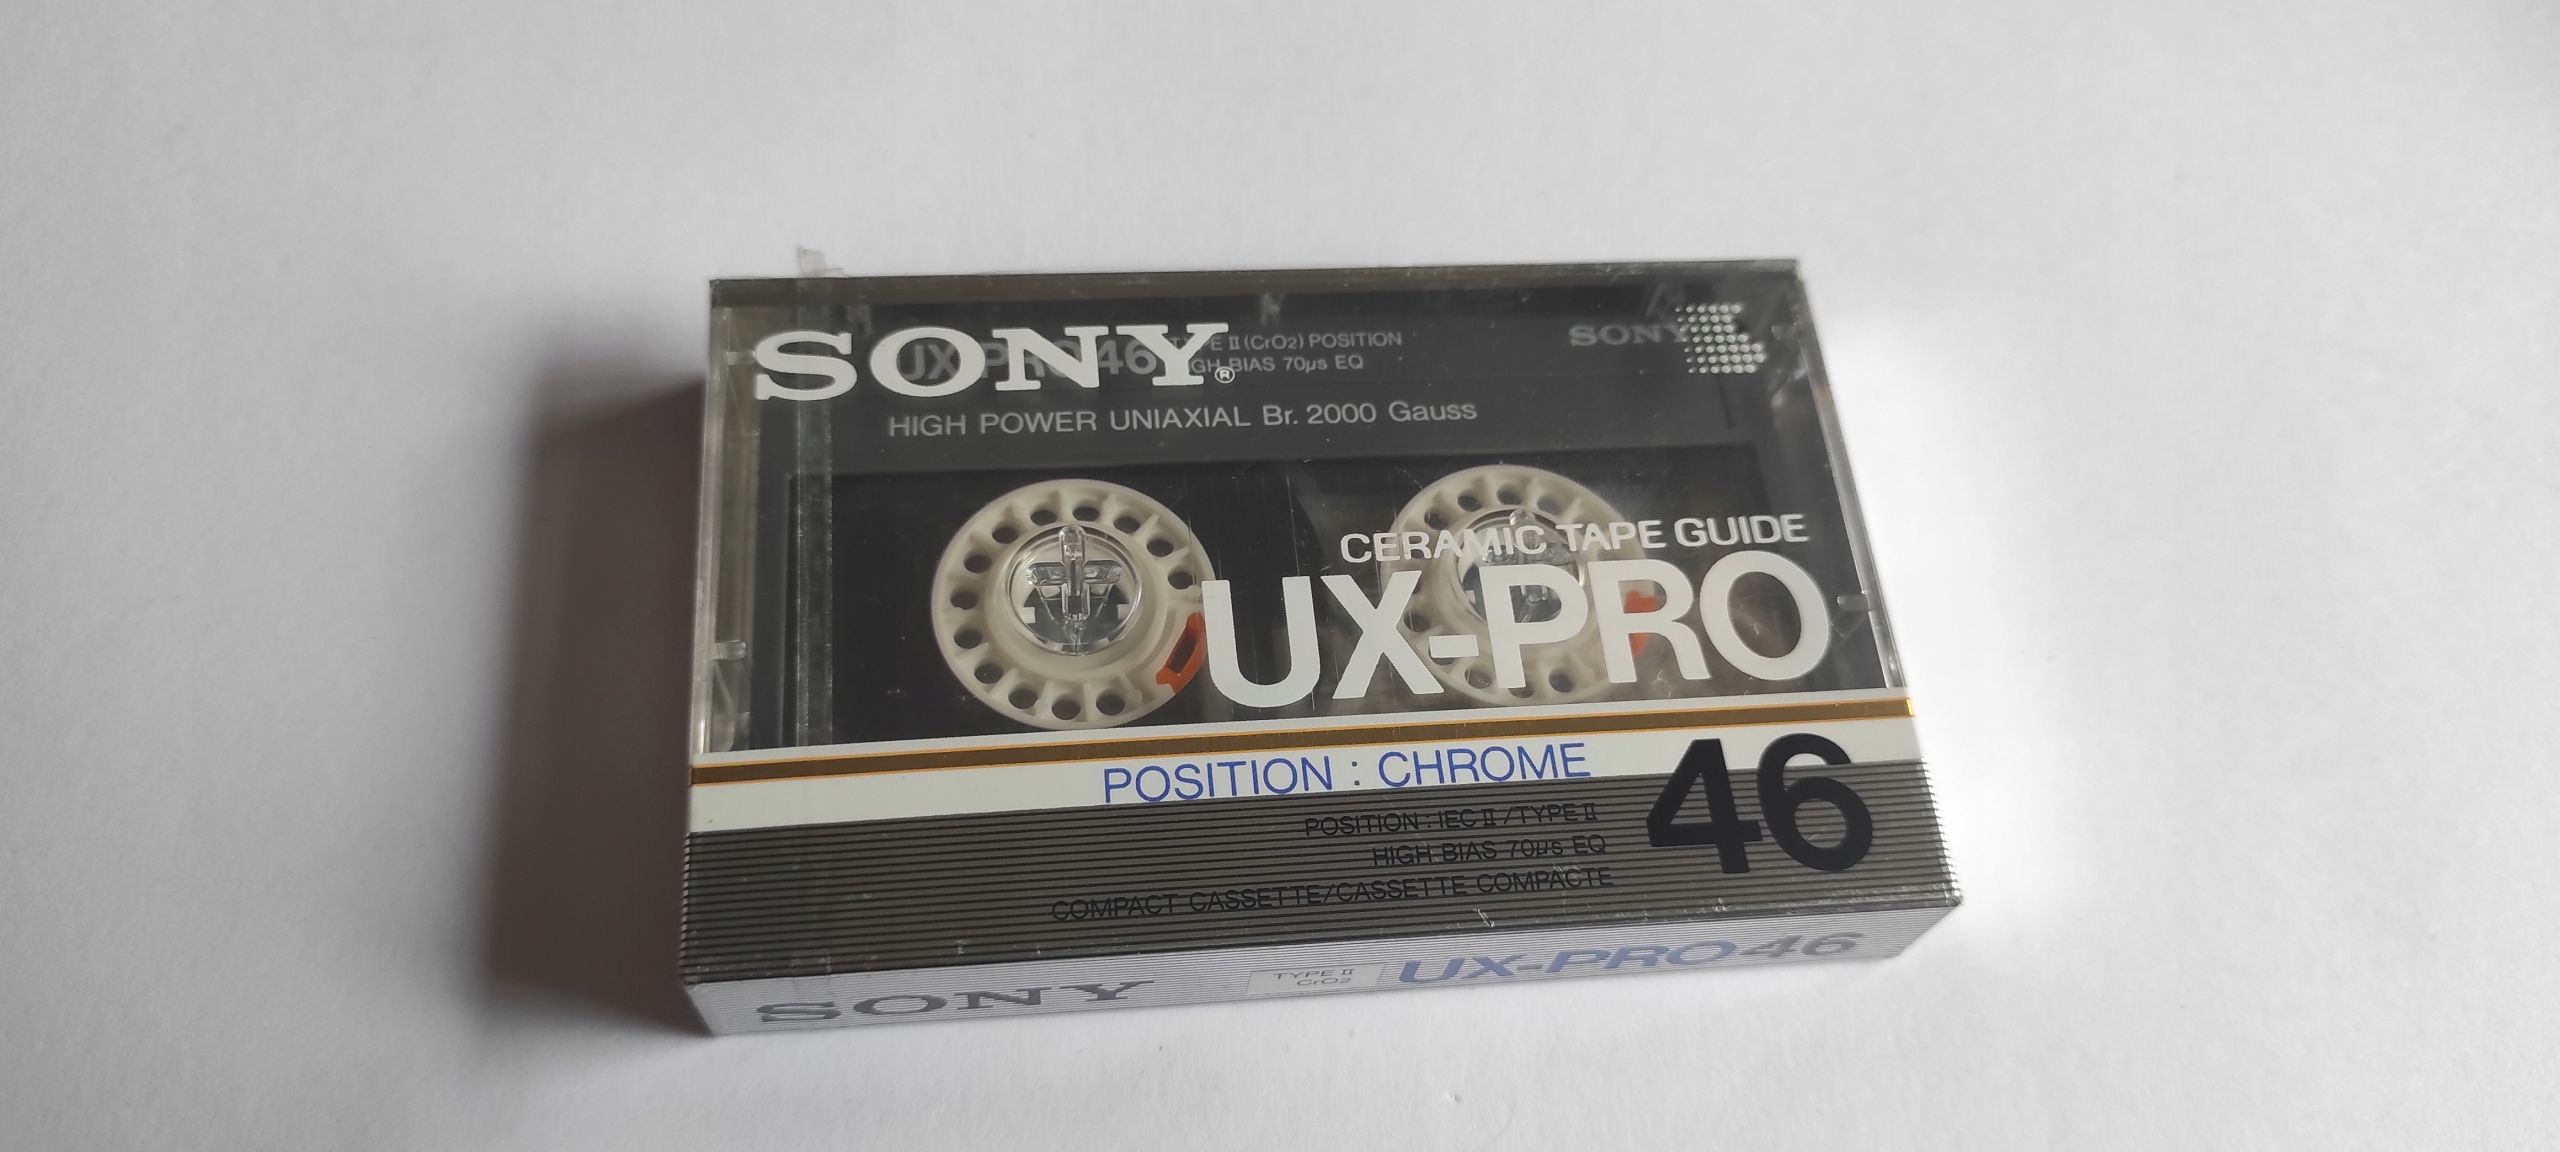 SONY®
UX-PRO 46 TYPE II (CrO2) POSITION
HIGH BIAS 70μs EQ
SONY
HIGH POWER UNIAXIAL Br. 2000 Gauss
CERAMIC TAPE GUIDE
UX-PRO
POSITION : CHROME
46
POSITION : IEC II / TYPE II
HIGH BIAS 70μs EQ
COMPACT CASSETTE/CASSETTE COMPACTE
SONY
TYPE II
CrO2
UX-PRO46